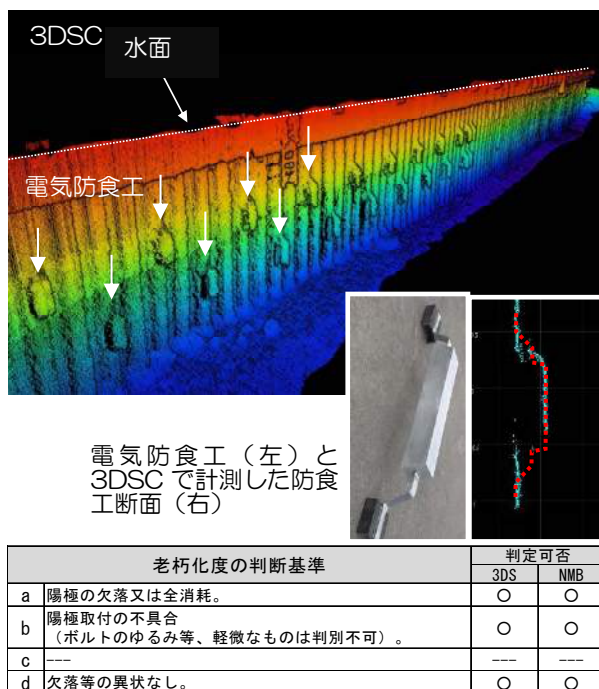 3DSC
水面
電気防食工
電気防食工（左）と
3DSCで計測した防食
工断面（右）
老朽化度の判断基準 判定可否
3DS NMB
a 陽極の欠落又は全消耗。 ○ ○
b 陽極取付の不具合
（ボルトのゆるみ等、軽微なものは判別不可）。 ○ ○
c --- --- ---
d 欠落等の異状なし。 ○ ○